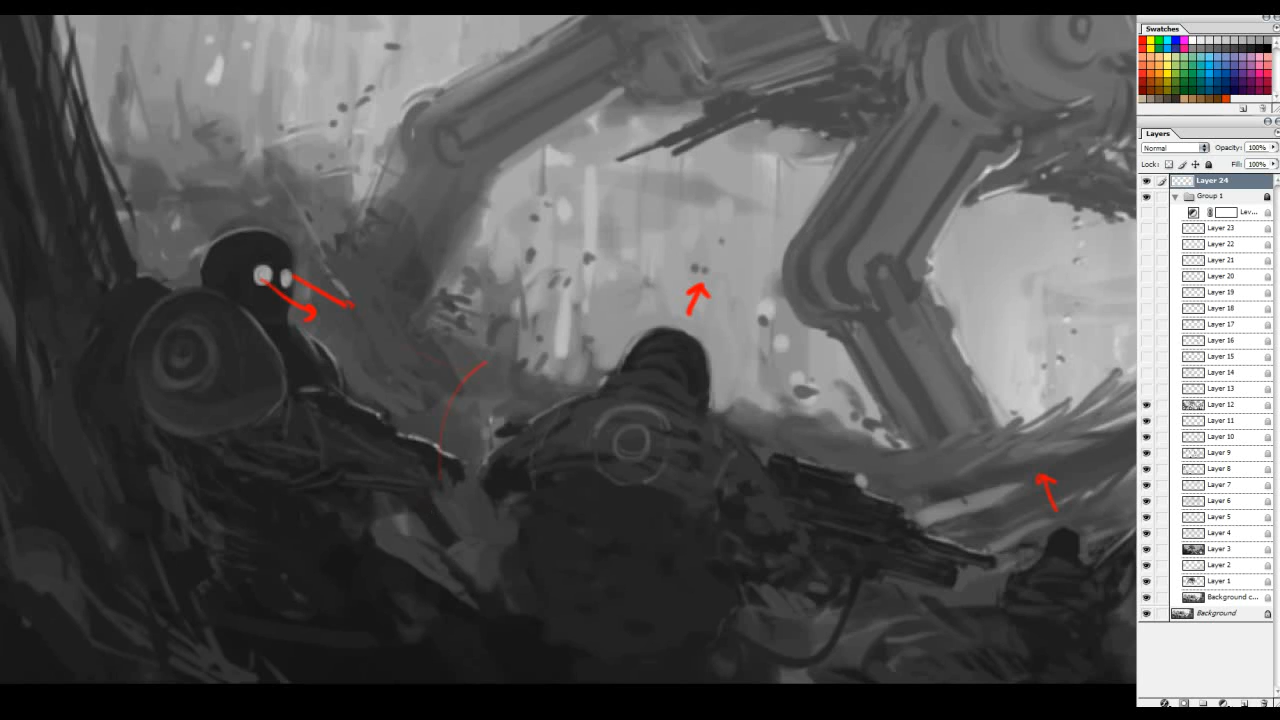 Swatches
Layers
Normal Opacity: 100%
Lock: Fill: 100%
Layer 24
Group 1
Lev...
Layer 23
Layer 22
Layer 21
Layer 20
Layer 19
Layer 18
Layer 17
Layer 16
Layer 15
Layer 14
Layer 13
Layer 12
Layer 11
Layer 10
Layer 9
Layer 8
Layer 7
Layer 6
Layer 5
Layer 4
Layer 3
Layer 2
Layer 1
Background c...
Background